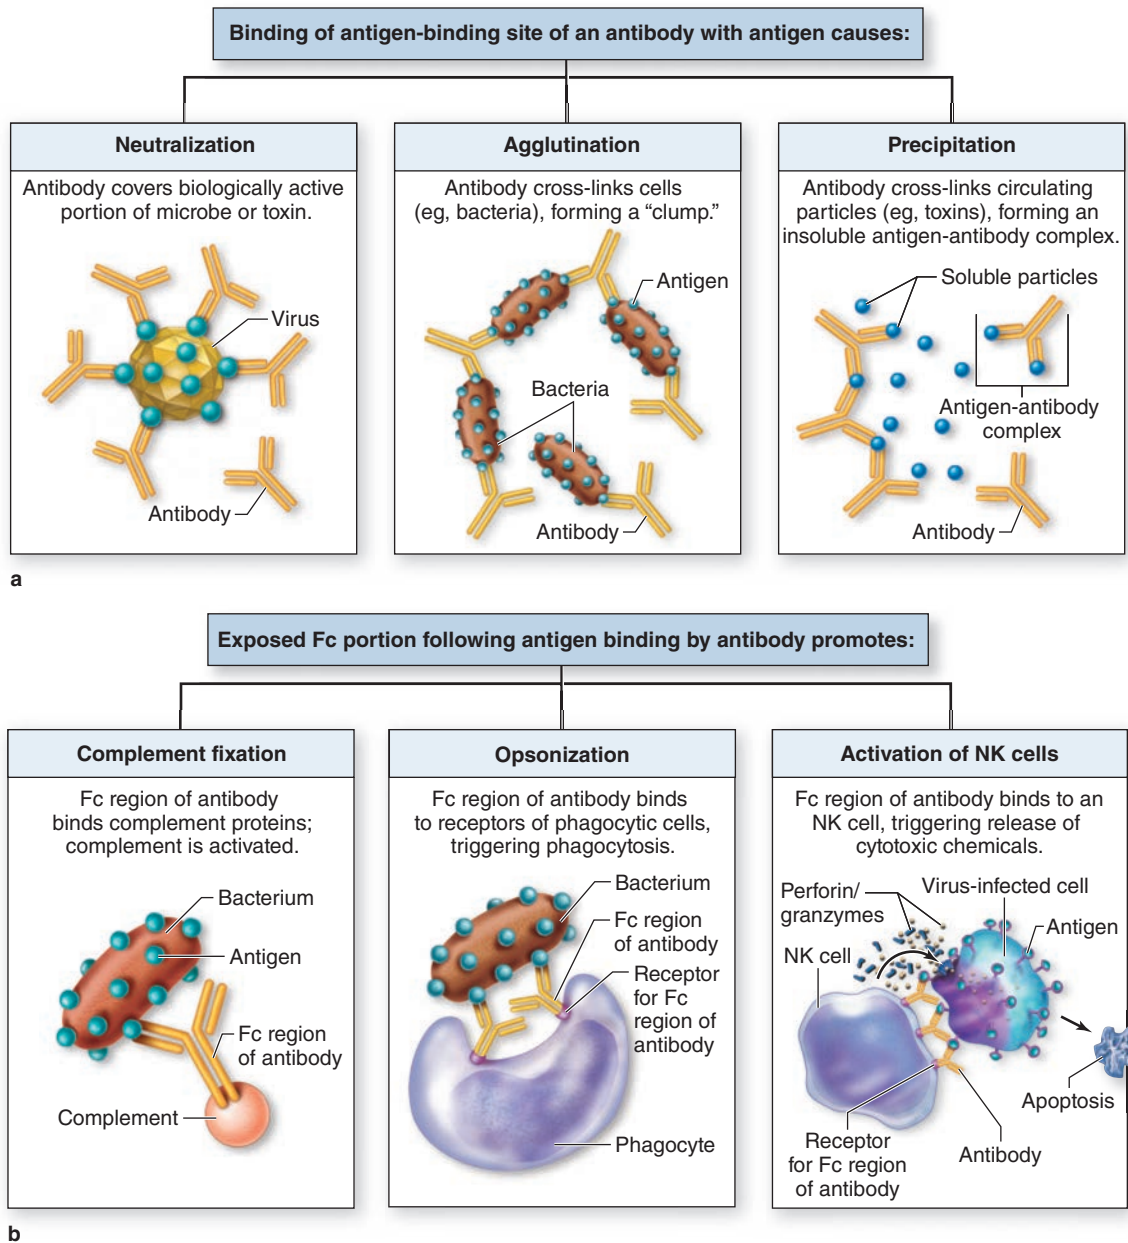 Binding of antigen-binding site of an antibody with antigen causes:
Neutralization
Antibody covers biologically active
portion of microbe or toxin.
Virus
Antibody
Agglutination
Antibody cross-links cells
(eg, bacteria), forming a “clump.”
Antigen
Bacteria
Antibody
Precipitation
Antibody cross-links circulating
particles (eg, toxins), forming an
insoluble antigen-antibody complex.
Soluble particles
Antigen-antibody
complex
Antibody
a
Exposed Fc portion following antigen binding by antibody promotes:
Complement fixation
Fc region of antibody
binds complement proteins;
complement is activated.
Bacterium
Antigen
Fc region
of antibody
Complement
Opsonization
Fc region of antibody binds
to receptors of phagocytic cells,
triggering phagocytosis.
Bacterium
Fc region
of antibody
Receptor
for Fc
region of
antibody
Phagocyte
Activation of NK cells
Fc region of antibody binds to an
NK cell, triggering release of
cytotoxic chemicals.
Perforin/
granzymes
Virus-infected cell
Antigen
NK cell
Apoptosis
Receptor
for Fc region
of antibody
Antibody
b